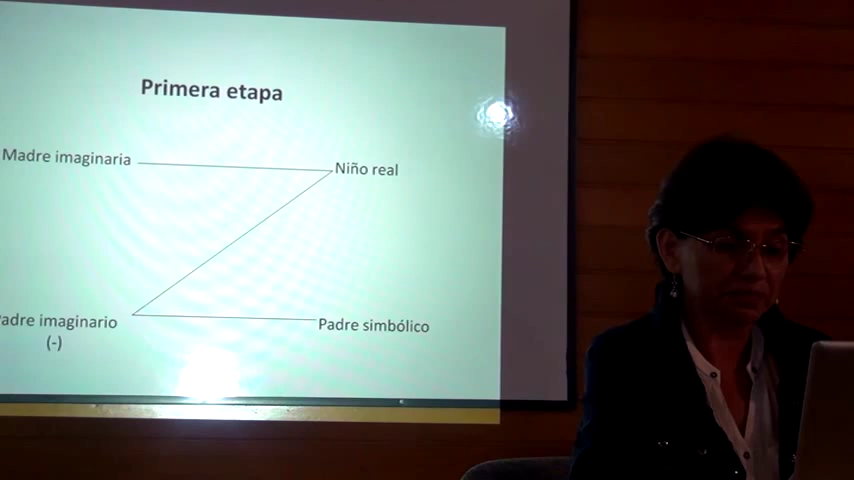 Primera etapa
Madre imaginaria
Niño real
adre imaginario
Padre simbólico
(-)